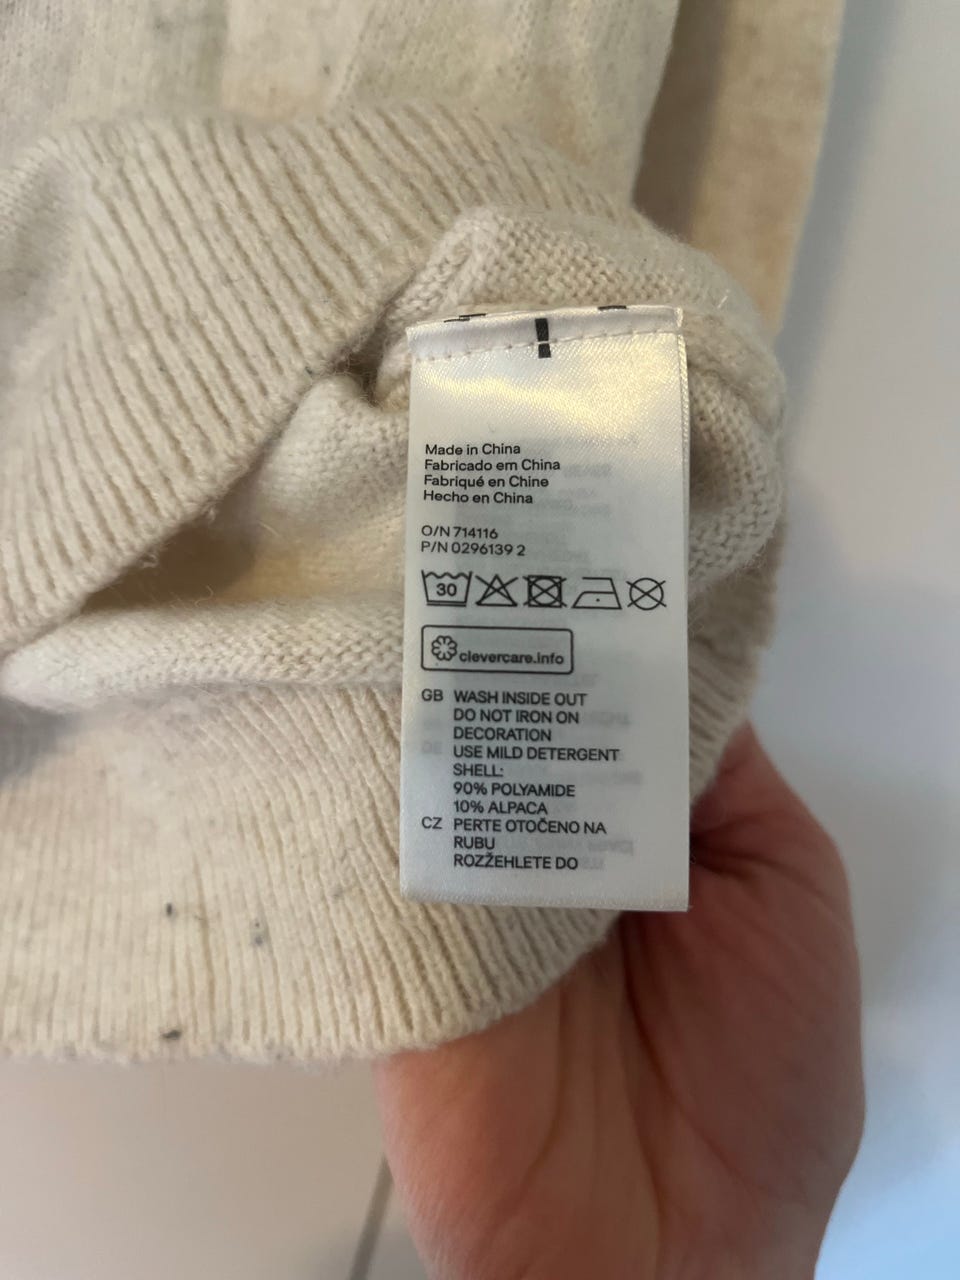 Made in China
Fabricado em China
Fabriqué en Chine
Hecho en China
O/N 714116
P/N 0296139 2
30
clevercare.info
GB WASH INSIDE OUT
DO NOT IRON ON
DECORATION
USE MILD DETERGENT
SHELL:
90% POLYAMIDE
10% ALPACA
CZ PERTE OTOČENO NA
RUBU
ROZŽEHLETE DO